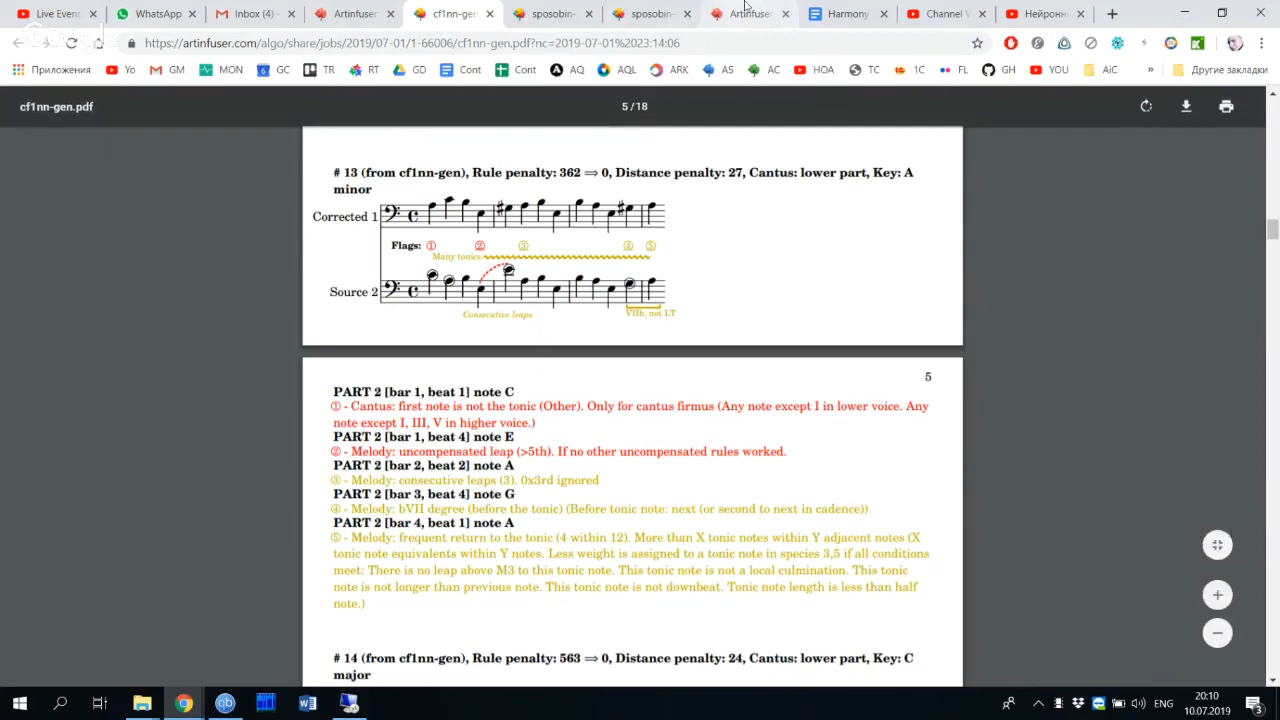 Live Event
WhatsApp
Inbox (4) -
Artinfuser
cf1nn-gen
sposobin-
sposobin-
Artinfuser
Harmony
Channel V
Нейронн
https://artinfuser.com/algo/share/jobs/2019/07-01/1-66006/cf1nn-gen.pdf?nc=2019-07-01%2023:14:06
Приложения Yo GM MON GC TR RT GD Cont Cont AQ AQL ARK AS AC HOA TC 1C FL GH YOU AiC » Другие закладки
cf1nn-gen.pdf
5 / 18
# 13 (from cf1nn-gen), Rule penalty: 362 ⟹ 0, Distance penalty: 27, Cantus: lower part, Key: A
minor
Corrected 1
Flags: ① ② ③ ④ ⑤
Many tonics
Source 2
Consecutive leaps
VIIb, not LT
5
PART 2 [bar 1, beat 1] note C
① - Cantus: first note is not the tonic (Other). Only for cantus firmus (Any note except I in lower voice. Any
note except I, III, V in higher voice.)
PART 2 [bar 1, beat 4] note E
② - Melody: uncompensated leap (>5th). If no other uncompensated rules worked.
PART 2 [bar 2, beat 2] note A
③ - Melody: consecutive leaps (3). 0x3rd ignored
PART 2 [bar 3, beat 4] note G
④ - Melody: bVII degree (before the tonic) (Before tonic note: next (or second to next in cadence))
PART 2 [bar 4, beat 1] note A
⑤ - Melody: frequent return to the tonic (4 within 12). More than X tonic notes within Y adjacent notes (X
tonic note equivalents within Y notes. Less weight is assigned to a tonic note in species 3,5 if all conditions
meet: There is no leap above M3 to this tonic note. This tonic note is not a local culmination. This tonic
note is not longer than previous note. This tonic note is not downbeat. Tonic note length is less than half
note.)
# 14 (from cf1nn-gen), Rule penalty: 563 ⟹ 0, Distance penalty: 24, Cantus: lower part, Key: C
major
ENG
20:10
10.07.2019
3